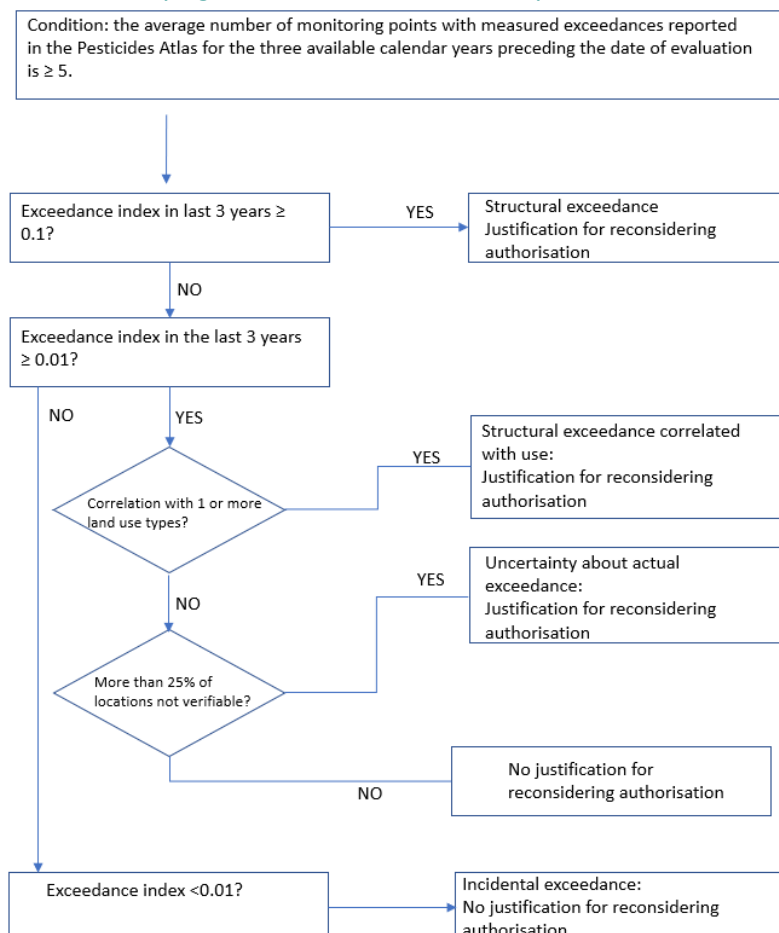 Condition: the average number of monitoring points with measured exceedances reported
in the Pesticides Atlas for the three available calendar years preceding the date of evaluation
is ≥ 5.
Exceedance index in last 3 years ≥
0.1?
YES
Structural exceedance
Justification for reconsidering
authorisation
NO
Exceedance index in the last 3 years
≥ 0.01?
NO
YES
Correlation with 1 or more
land use types?
YES
Structural exceedance correlated
with use:
Justification for reconsidering
authorisation
NO
More than 25% of
locations not verifiable?
YES
Uncertainty about actual
exceedance:
Justification for reconsidering
authorisation
NO
No justification for
reconsidering authorisation
Exceedance index <0.01?
Incidental exceedance:
No justification for reconsidering
authorisation